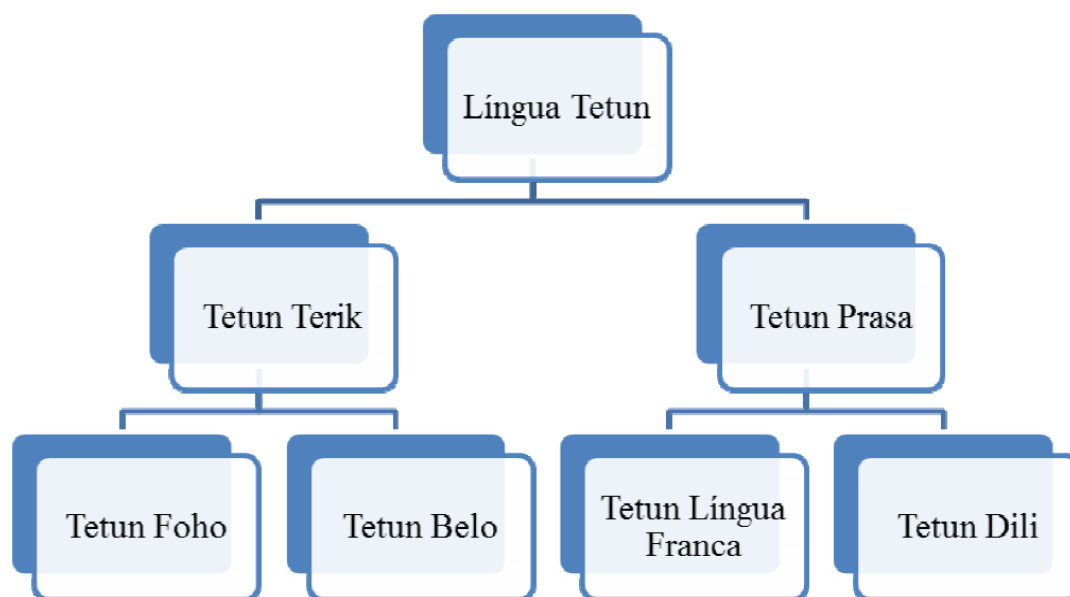 Língua Tetun
Tetun Terik
Tetun Prasa
Tetun Foho
Tetun Belo
Tetun Língua
Franca
Tetun Dili